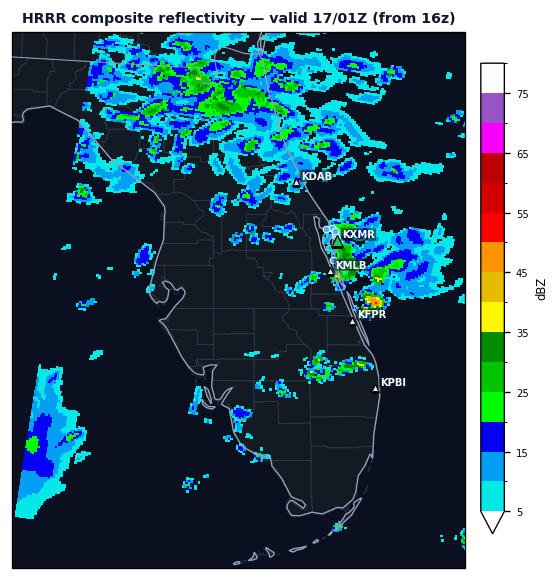 HRRR composite reflectivity — valid 17/01Z (from 16z)
KDAB
KXMR
KMLB
KFPR
KPBI
75
65
55
45
35
25
15
5
dBZ